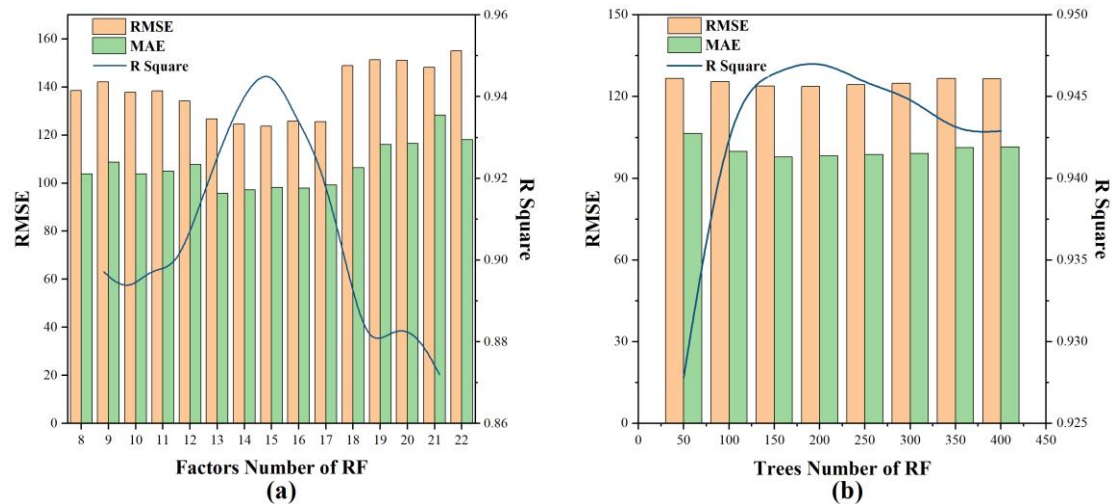 RMSE
MAE
R Square
160
140
120
100
80
60
40
20
0
RMSE
0.96
0.94
0.92
0.90
0.88
0.86
R Square
8 9 10 11 12 13 14 15 16 17 18 19 20 21 22
Factors Number of RF
(a)
RMSE
MAE
R Square
150
120
90
60
30
0
RMSE
0.950
0.945
0.940
0.935
0.930
0.925
R Square
0 50 100 150 200 250 300 350 400 450
Trees Number of RF
(b)